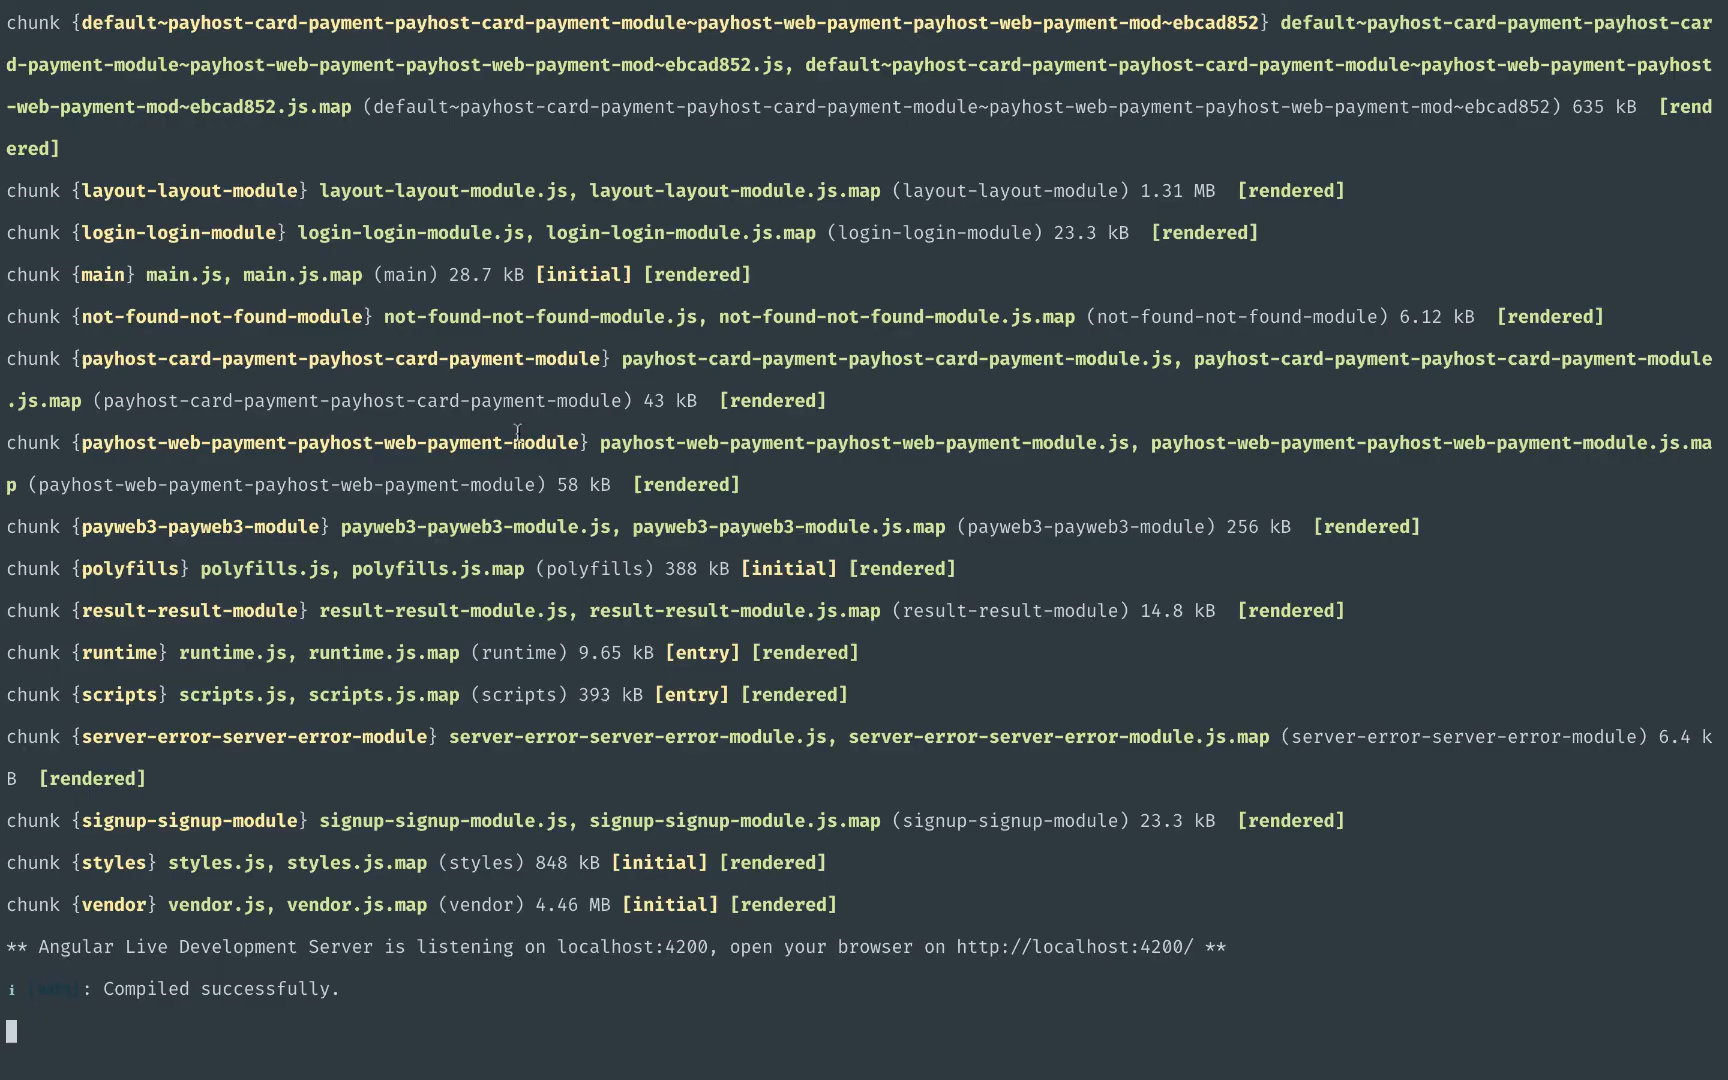 chunk {default~payhost-card-payment-payhost-card-payment-module~payhost-web-payment-payhost-web-payment-mod~ebcad852} default~payhost-card-payment-payhost-car
d-payment-module~payhost-web-payment-payhost-web-payment-mod~ebcad852.js, default~payhost-card-payment-payhost-card-payment-module~payhost-web-payment-payhost
-web-payment-mod~ebcad852.js.map (default~payhost-card-payment-payhost-card-payment-module~payhost-web-payment-payhost-web-payment-mod~ebcad852) 635 kB  [rend
ered]
chunk {layout-layout-module} layout-layout-module.js, layout-layout-module.js.map (layout-layout-module) 1.31 MB  [rendered]
chunk {login-login-module} login-login-module.js, login-login-module.js.map (login-login-module) 23.3 kB  [rendered]
chunk {main} main.js, main.js.map (main) 28.7 kB [initial] [rendered]
chunk {not-found-not-found-module} not-found-not-found-module.js, not-found-not-found-module.js.map (not-found-not-found-module) 6.12 kB  [rendered]
chunk {payhost-card-payment-payhost-card-payment-module} payhost-card-payment-payhost-card-payment-module.js, payhost-card-payment-payhost-card-payment-module
.js.map (payhost-card-payment-payhost-card-payment-module) 43 kB  [rendered]
chunk {payhost-web-payment-payhost-web-payment-module} payhost-web-payment-payhost-web-payment-module.js, payhost-web-payment-payhost-web-payment-module.js.ma
p (payhost-web-payment-payhost-web-payment-module) 58 kB  [rendered]
chunk {payweb3-payweb3-module} payweb3-payweb3-module.js, payweb3-payweb3-module.js.map (payweb3-payweb3-module) 256 kB  [rendered]
chunk {polyfills} polyfills.js, polyfills.js.map (polyfills) 388 kB [initial] [rendered]
chunk {result-result-module} result-result-module.js, result-result-module.js.map (result-result-module) 14.8 kB  [rendered]
chunk {runtime} runtime.js, runtime.js.map (runtime) 9.65 kB [entry] [rendered]
chunk {scripts} scripts.js, scripts.js.map (scripts) 393 kB [entry] [rendered]
chunk {server-error-server-error-module} server-error-server-error-module.js, server-error-server-error-module.js.map (server-error-server-error-module) 6.4 k
B  [rendered]
chunk {signup-signup-module} signup-signup-module.js, signup-signup-module.js.map (signup-signup-module) 23.3 kB  [rendered]
chunk {styles} styles.js, styles.js.map (styles) 848 kB [initial] [rendered]
chunk {vendor} vendor.js, vendor.js.map (vendor) 4.46 MB [initial] [rendered]
** Angular Live Development Server is listening on localhost:4200, open your browser on http://localhost:4200/ **
i : Compiled successfully.